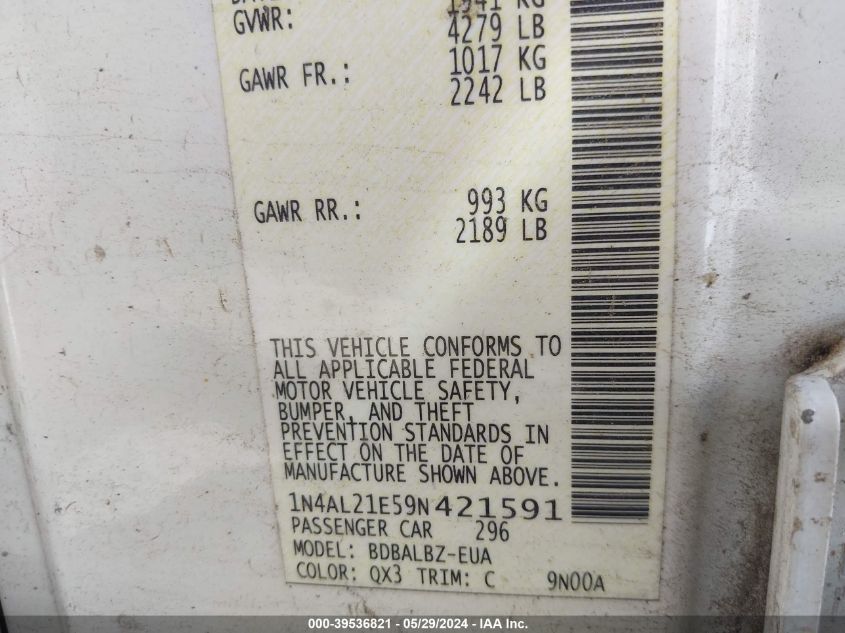 GVWR: 1941 KG
4279 LB
GAWR FR.: 1017 KG
2242 LB
GAWR RR.: 993 KG
2189 LB
THIS VEHICLE CONFORMS TO
ALL APPLICABLE FEDERAL
MOTOR VEHICLE SAFETY,
BUMPER, AND THEFT
PREVENTION STANDARDS IN
EFFECT ON THE DATE OF
MANUFACTURE SHOWN ABOVE.
1N4AL21E59N421591
PASSENGER CAR 296
MODEL: BDBALBZ-EUA
COLOR: QX3 TRIM: C 9N00A
000-39536821 - 05/29/2024 - IAA Inc.